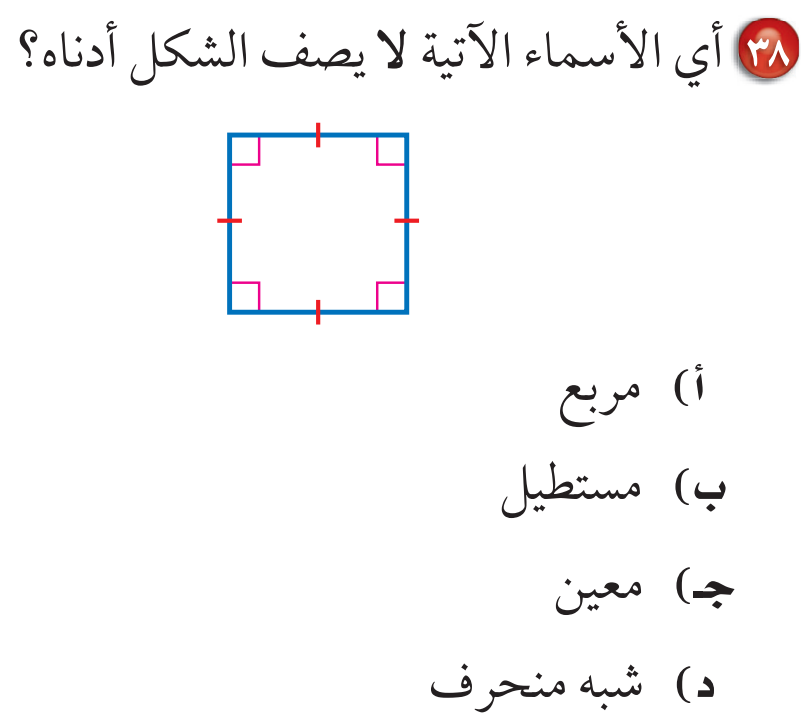 ٣٨ أي الأسماء الآتية لا يصف الشكل أدناه؟
أ) مربع
ب) مستطيل
جـ) معين
د) شبه منحرف